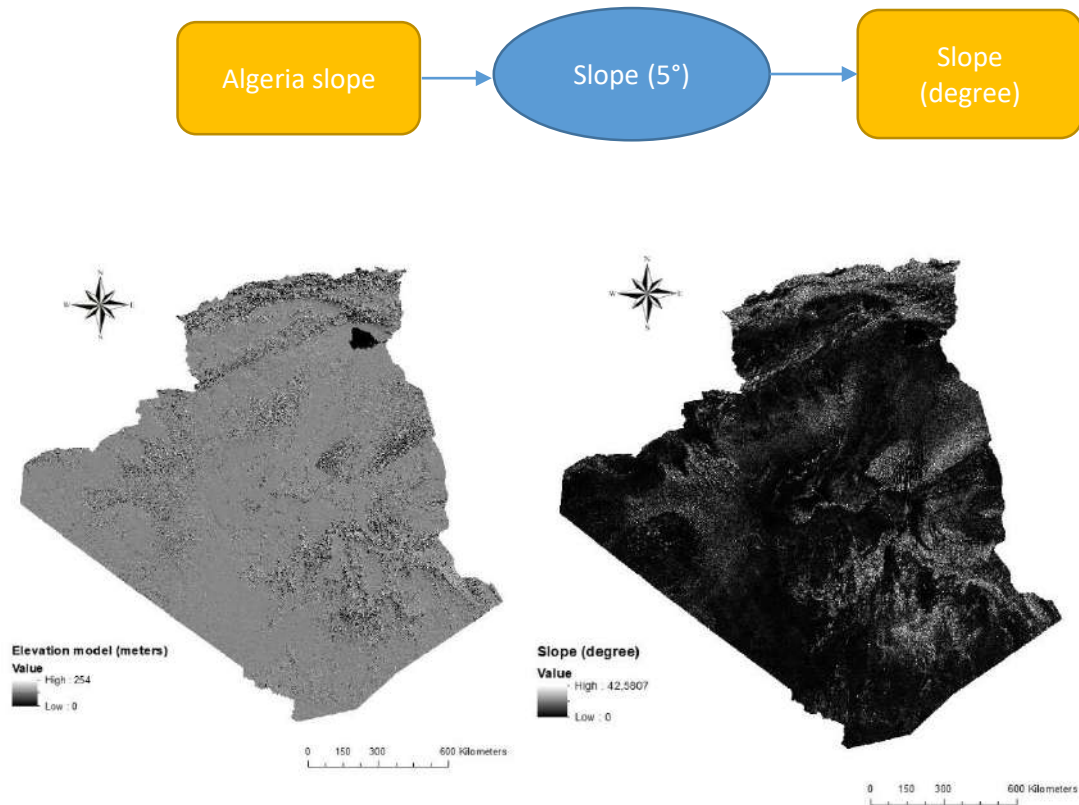 Algeria slope
Slope (5°)
Slope
(degree)
N
W
E
N
N
W
E
N
Elevation model (meters)
Value
High : 254
Low : 0
0 150 300 600 Kilometers
Slope (degree)
Value
High : 42,5807
Low : 0
0 150 300 600 Kilometers